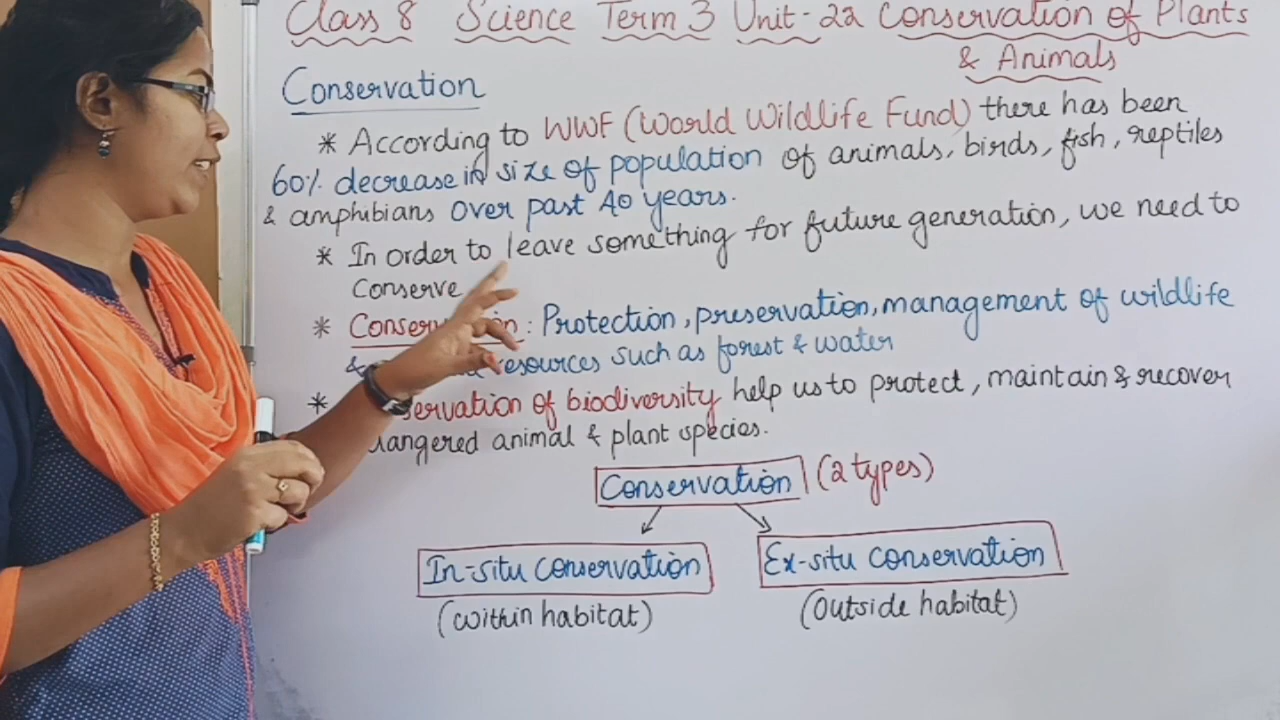 Class 8 Science Term 3 Unit-22 Conservation of Plants
& Animals
Conservation
* According to WWF (World Wildlife Fund) there has been
60% decrease in size of population of animals, birds, fish, reptiles
& amphibians over past 40 years.
* In order to leave something for future generation, we need to
Conserve
* Conservation : Protection, preservation, management of wildlife
& resources such as forest & water
* servation of biodiversity help us to protect, maintain & recover
angered animal & plant species.
Conservation (2 types)
In-situ conservation Ex-situ conservation
(within habitat) (Outside habitat)